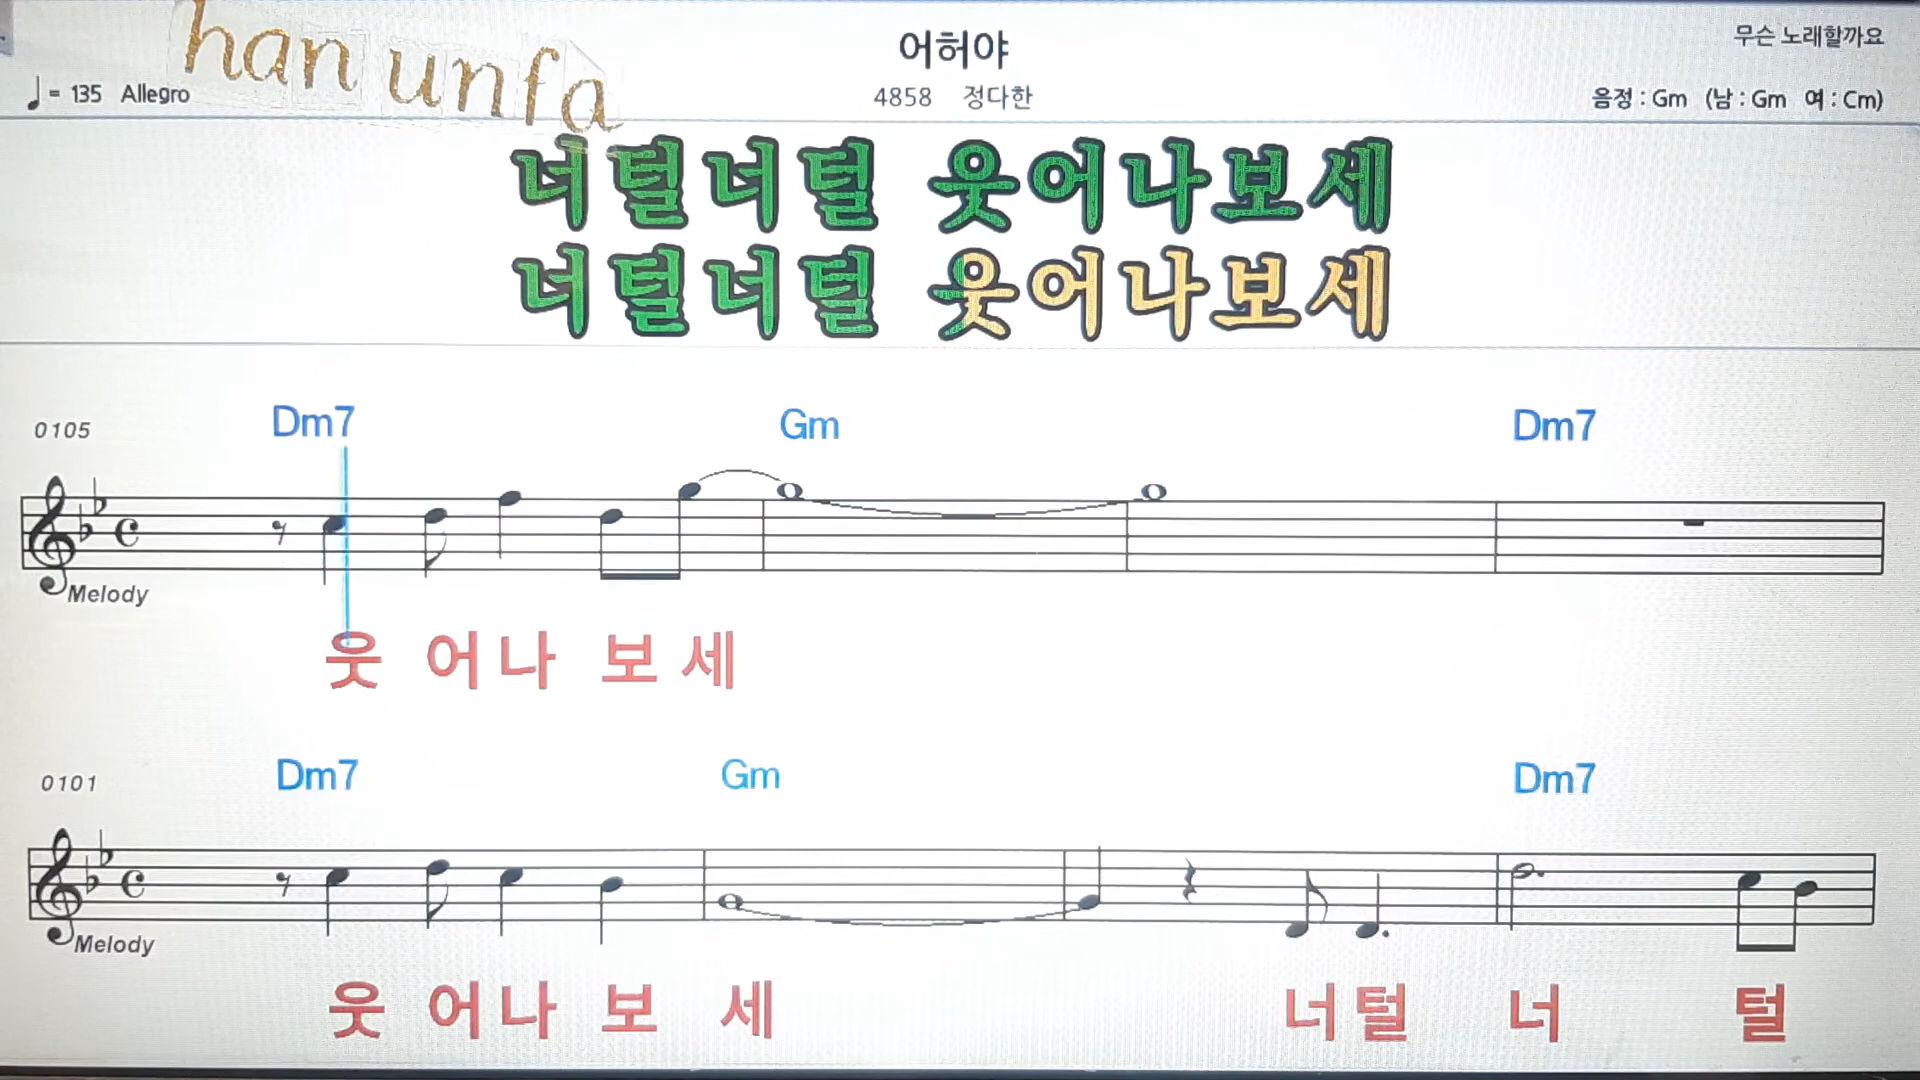 han unfa
어허야
무슨 노래할까요
♩= 135 Allegro
4858 정다한
음정 : Gm (남 : Gm 여 : Cm)
너털너털 웃어나보세
너털너털 웃어나보세
0105 Dm7 Gm Dm7
Melody
웃 어나 보 세
0101 Dm7 Gm Dm7
Melody
웃 어나 보 세 너털 너 털